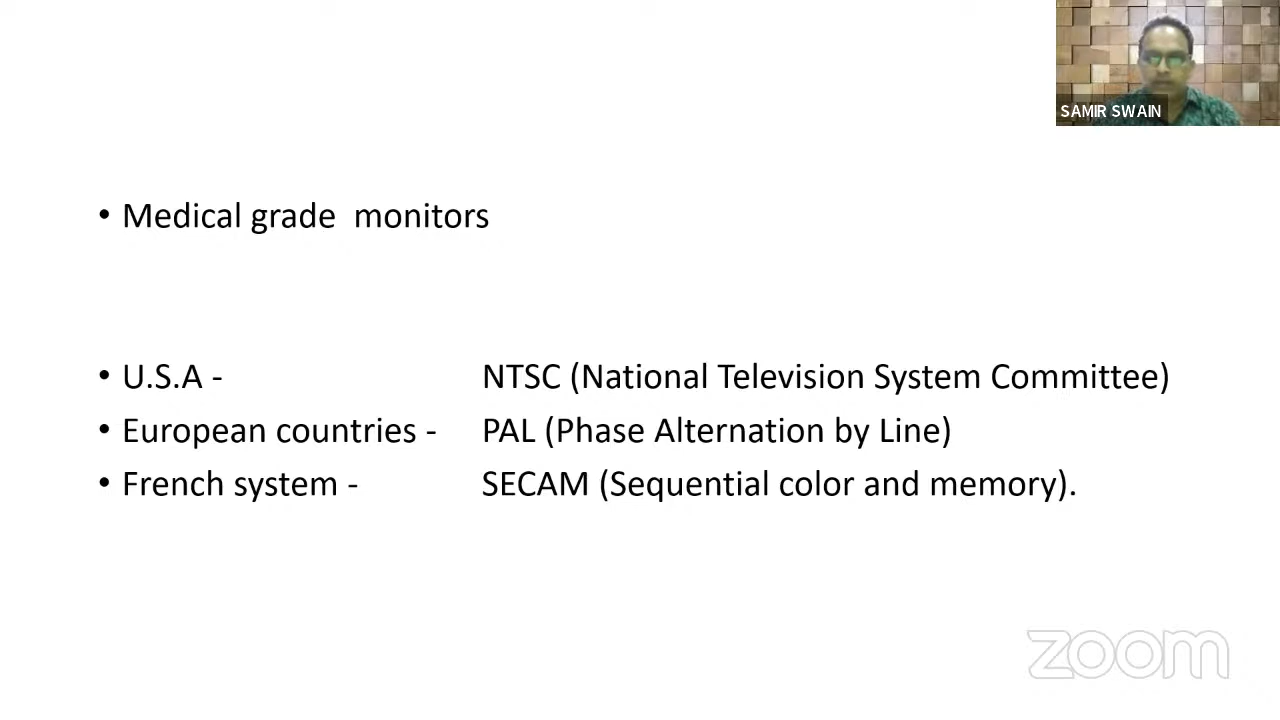 SAMIR SWAIN
• Medical grade  monitors
• U.S.A - NTSC (National Television System Committee)
• European countries - PAL (Phase Alternation by Line)
• French system - SECAM (Sequential color and memory).
zoom